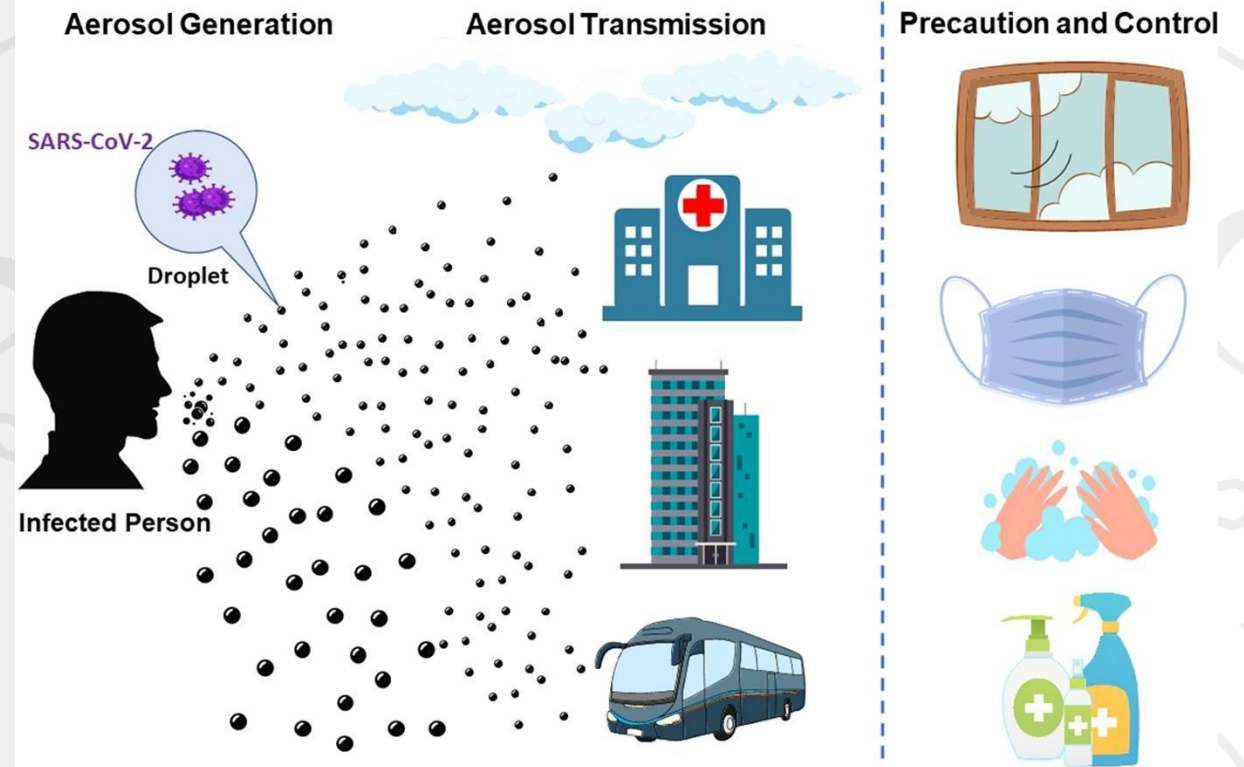 Aerosol Generation
Aerosol Transmission
Precaution and Control
SARS-CoV-2
Droplet
Infected Person